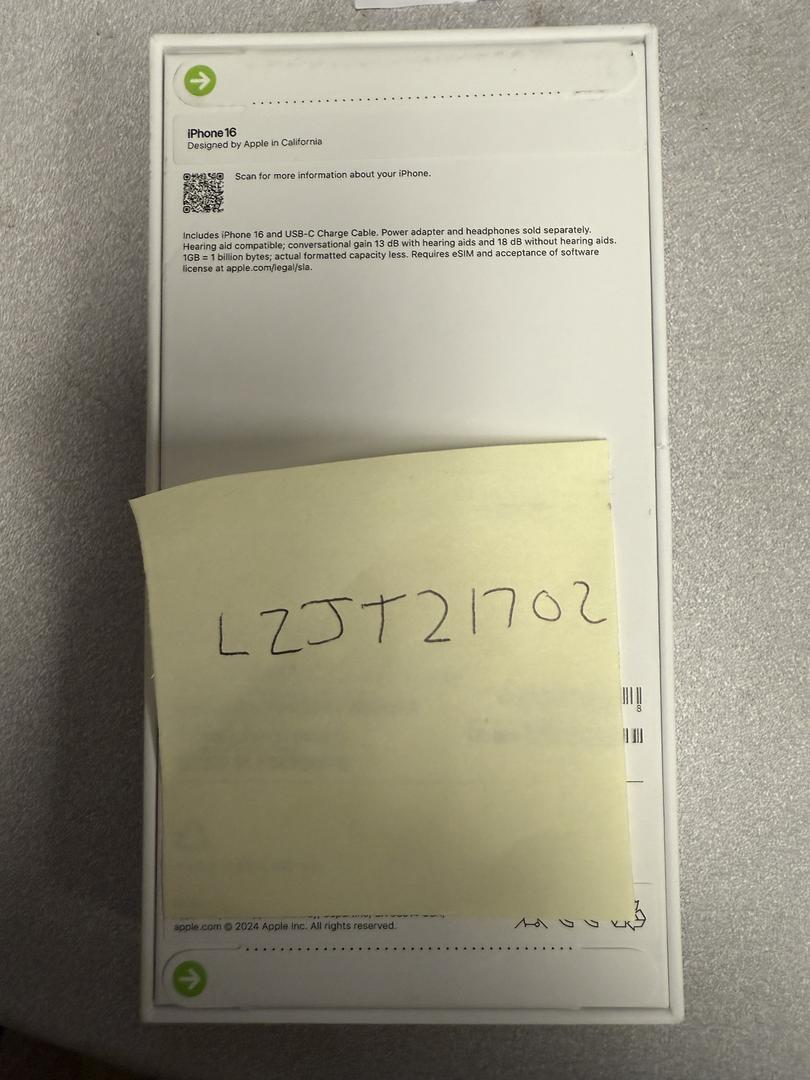 iPhone 16
Designed by Apple in California
Scan for more information about your iPhone.
Includes iPhone 16 and USB-C Charge Cable. Power adapter and headphones sold separately.
Hearing aid compatible; conversational gain 13 dB with hearing aids and 18 dB without hearing aids.
1GB = 1 billion bytes; actual formatted capacity less. Requires eSIM and acceptance of software
license at apple.com/legal/sla.
LZJT21702
8
apple.com © 2024 Apple Inc. All rights reserved.